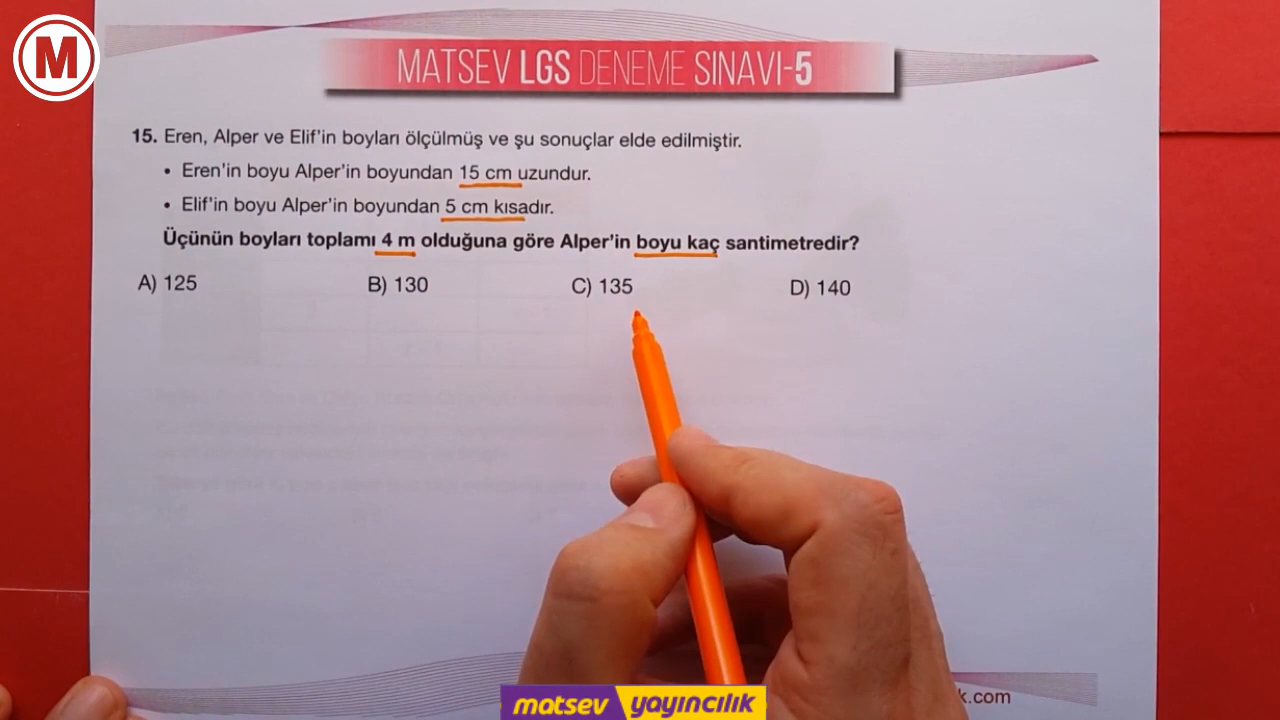 M
MATSEV LGS DENEME SINAVI-5
15. Eren, Alper ve Elif'in boyları ölçülmüş ve şu sonuçlar elde edilmiştir.
• Eren'in boyu Alper'in boyundan 15 cm uzundur.
• Elif'in boyu Alper'in boyundan 5 cm kısadır.
Üçünün boyları toplamı 4 m olduğuna göre Alper'in boyu kaç santimetredir?
A) 125 B) 130 C) 135 D) 140
k.com
matsev yayıncılık